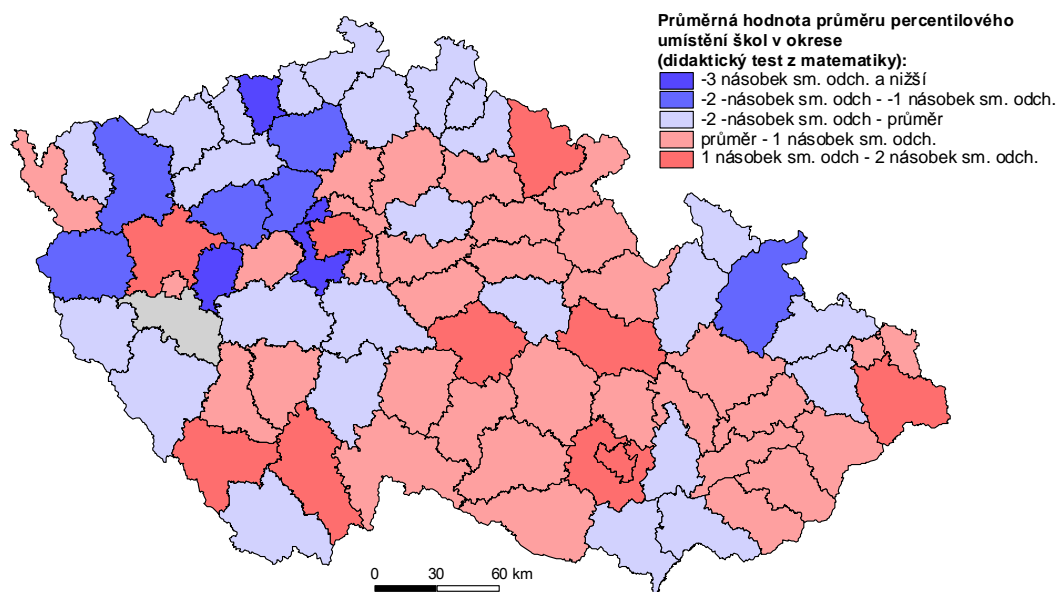 Průměrná hodnota průměru percentilového
umístění škol v okrese
(didaktický test z matematiky):
-3 násobek sm. odch. a nižší
-2 -násobek sm. odch - -1 násobek sm. odch.
-2 -násobek sm. odch - průměr
průměr - 1 násobek sm. odch.
1 násobek sm. odch - 2 násobek sm. odch.
0 30 60 km